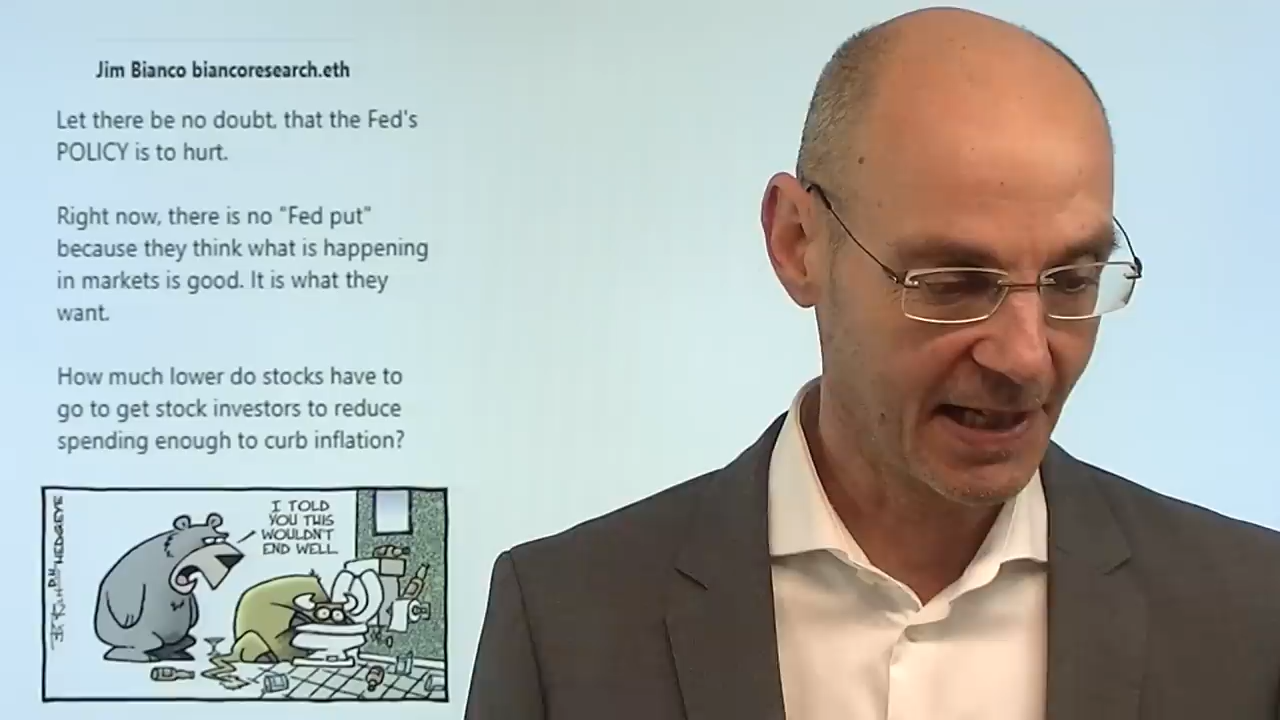 Jim Bianco biancoresearch.eth
Let there be no doubt, that the Fed's
POLICY is to hurt.
Right now, there is no "Fed put"
because they think what is happening
in markets is good. It is what they
want.
How much lower do stocks have to
go to get stock investors to reduce
spending enough to curb inflation?
I TOLD
YOU THIS
WOULDN'T
END WELL.
HEDGEYE